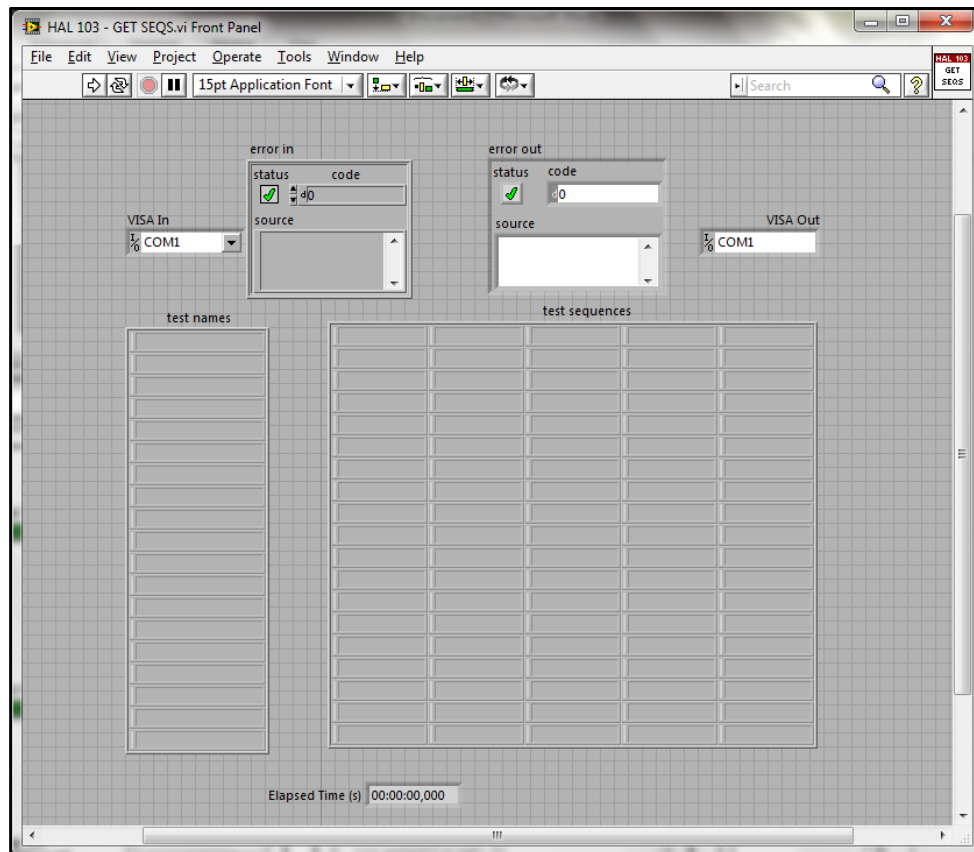 HAL 103 - GET SEQS.vi Front Panel
File Edit View Project Operate Tools Window Help
HAL 103
GET
SEQS
15pt Application Font
Search
error in
status code
d 0
source
error out
status code
d 0
source
VISA In
I/O COM1
VISA Out
I/O COM1
test names
test sequences
Elapsed Time (s) 00:00:00,000